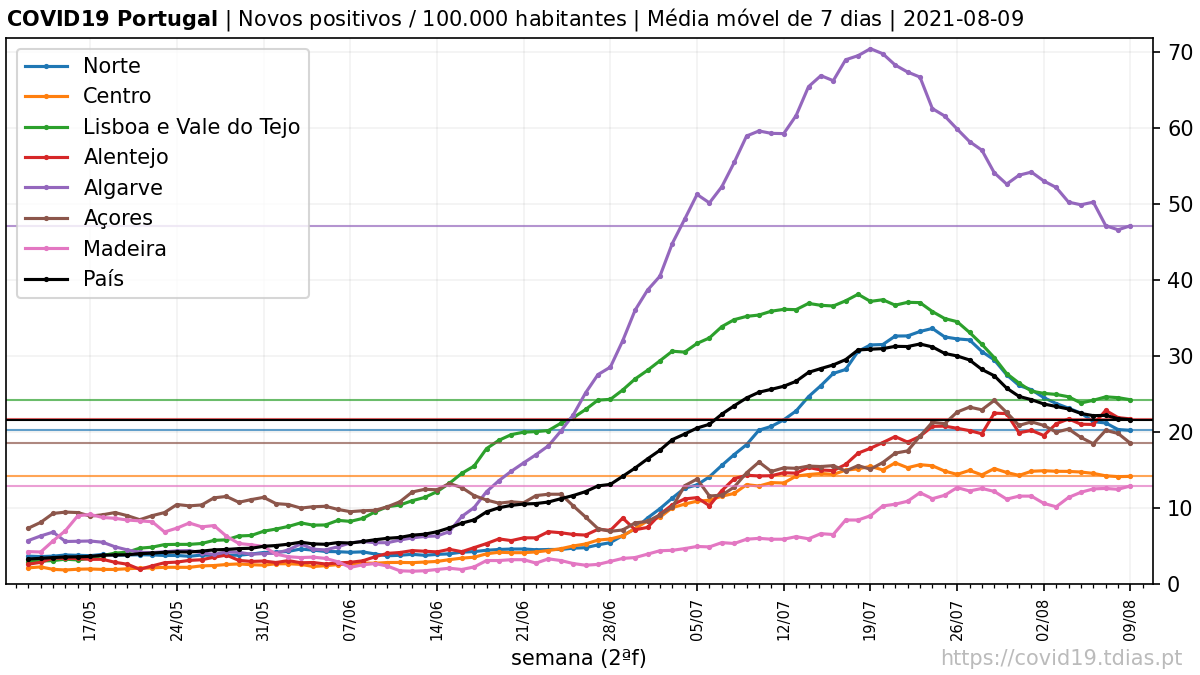 COVID19 Portugal | Novos positivos / 100.000 habitantes | Média móvel de 7 dias | 2021-08-09
Norte
Centro
Lisboa e Vale do Tejo
Alentejo
Algarve
Açores
Madeira
País
70
60
50
40
30
20
10
0
17/05 24/05 31/05 07/06 14/06 21/06 28/06 05/07 12/07 19/07 26/07 02/08 09/08
semana (2ªf)
https://covid19.tdias.pt